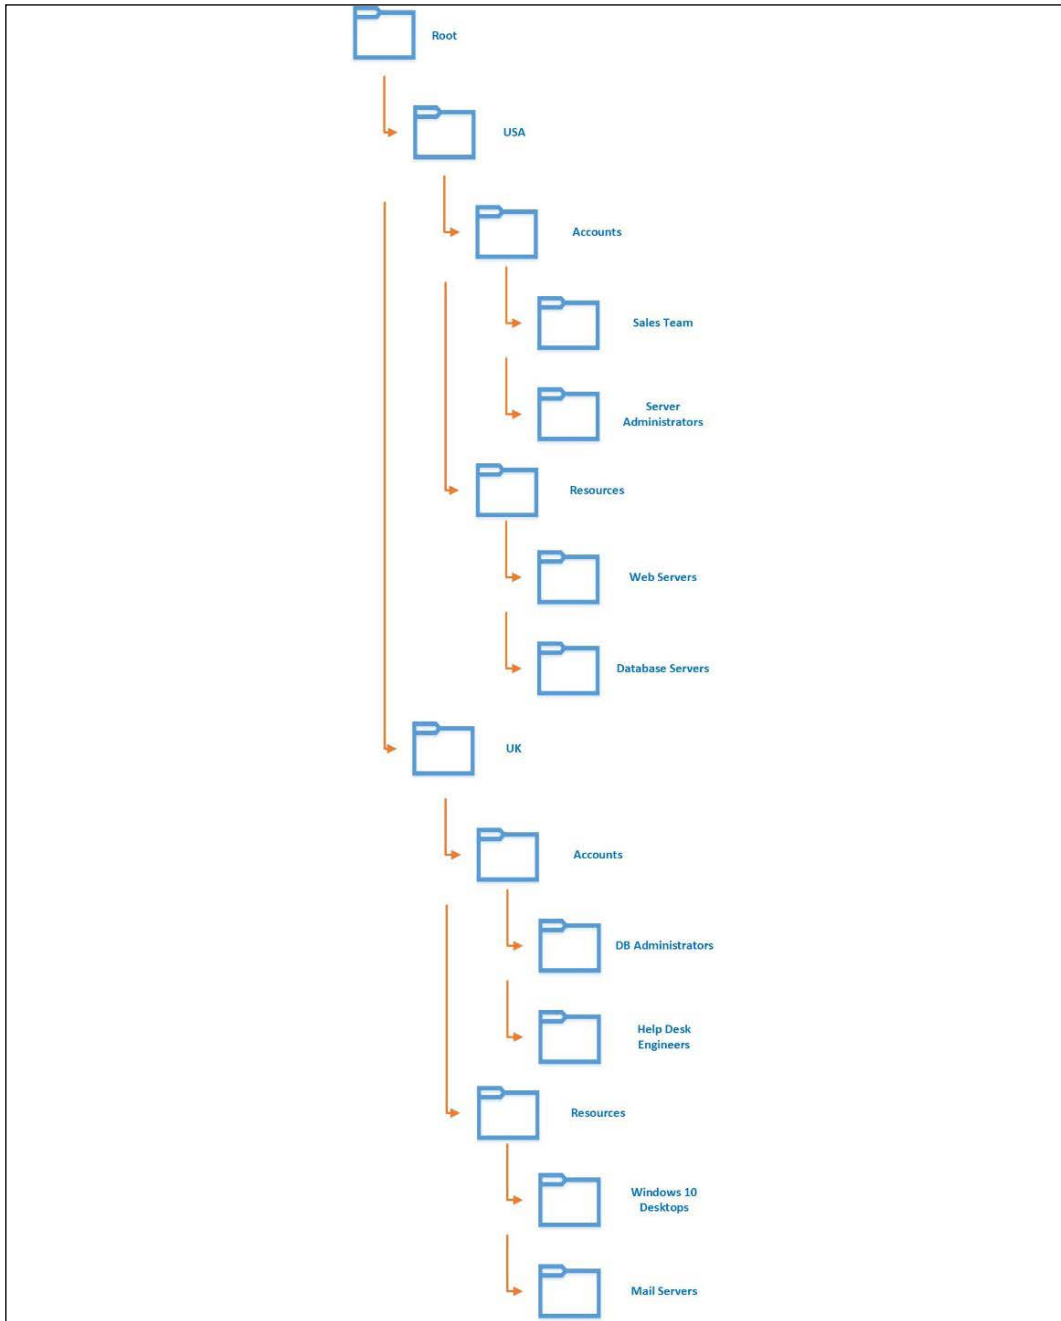 Root
USA
Accounts
Sales Team
Server
Administrators
Resources
Web Servers
Database Servers
UK
Accounts
DB Administrators
Help Desk
Engineers
Resources
Windows 10
Desktops
Mail Servers